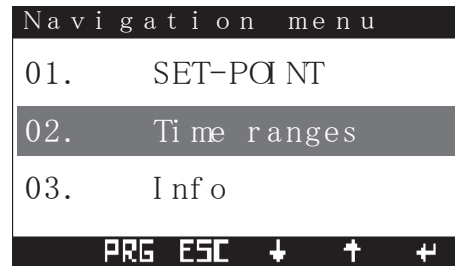 Navigation menu
01. SET-POINT
02. Time ranges
03. Info
PRG ESC ↓ ↑ ↵